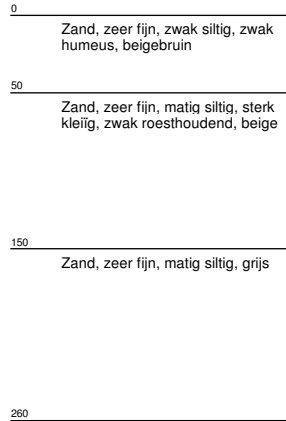 0
Zand, zeer fijn, zwak siltig, zwak
humeus, beigebruin
50
Zand, zeer fijn, matig siltig, sterk
kleiïg, zwak roesthoudend, beige
150
Zand, zeer fijn, matig siltig, grijs
260